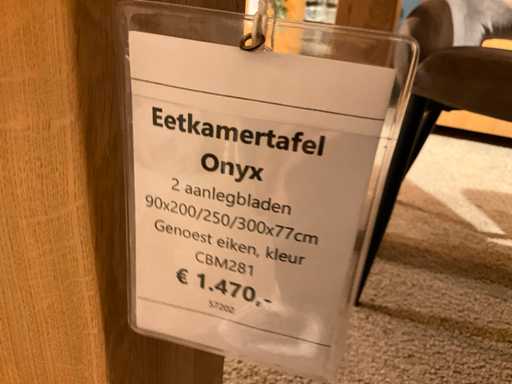 Eetkamertafel
Onyx
2 aanlegbladen
90x200/250/300x77cm
Genoest eiken, kleur
CBM281
€ 1.470,-
57202